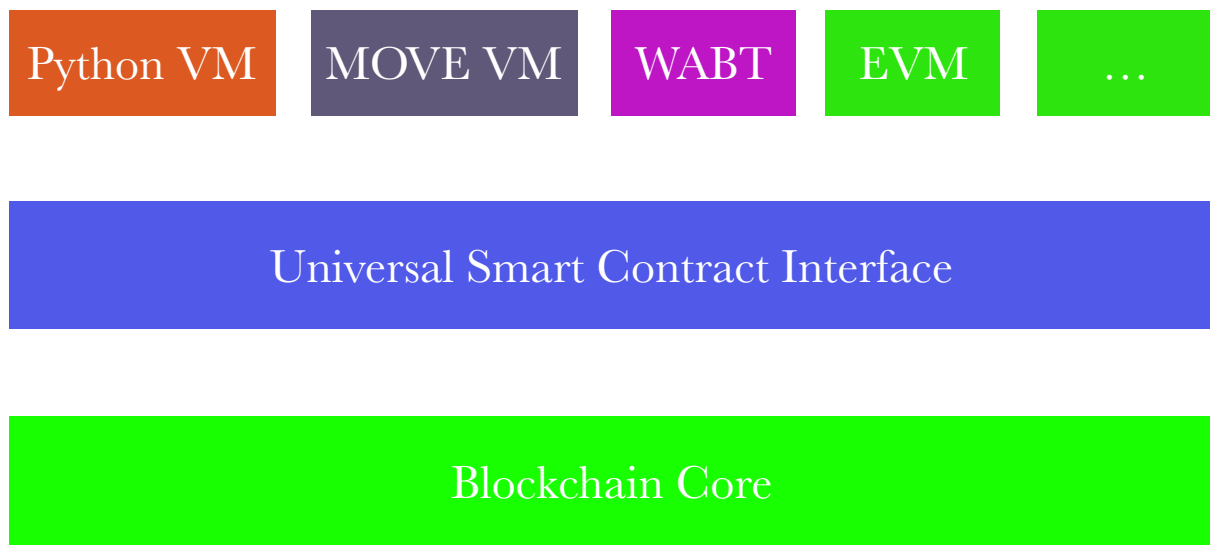 Python VM
MOVE VM
WABT
EVM
...
Universal Smart Contract Interface
Blockchain Core